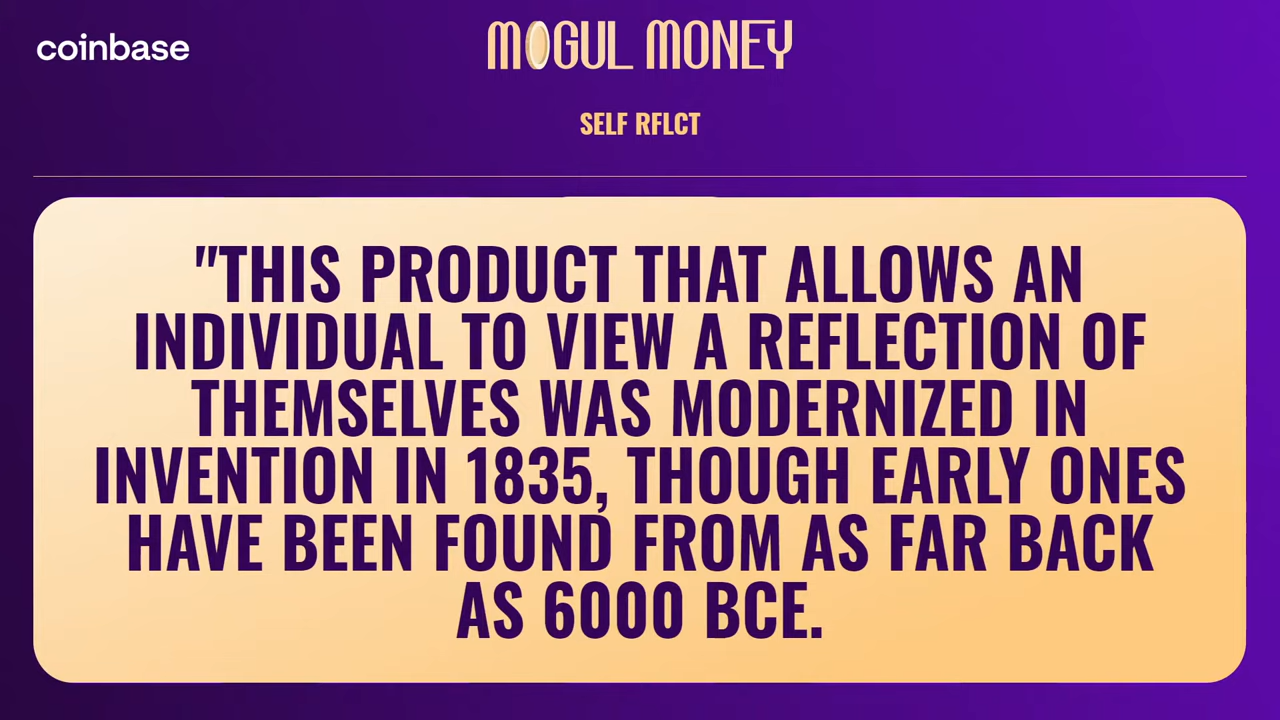 coinbase
MOGUL MONEY
SELF RFLCT
"THIS PRODUCT THAT ALLOWS AN
INDIVIDUAL TO VIEW A REFLECTION OF
THEMSELVES WAS MODERNIZED IN
INVENTION IN 1835, THOUGH EARLY ONES
HAVE BEEN FOUND FROM AS FAR BACK
AS 6000 BCE.